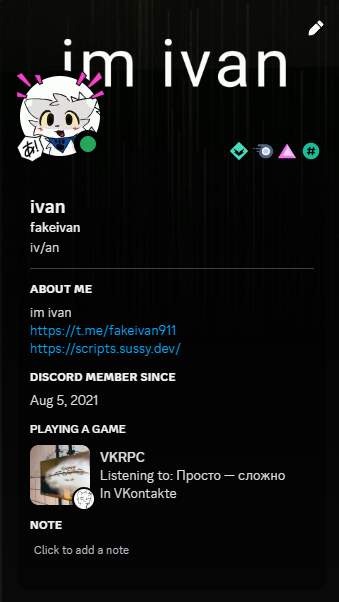 im ivan
あ!
#
ivan
fakeivan
iv/an
ABOUT ME
im ivan
https://t.me/fakeivan911
https://scripts.sussy.dev/
DISCORD MEMBER SINCE
Aug 5, 2021
PLAYING A GAME
VKRPC
Listening to: Просто — сложно
In VKontakte
NOTE
Click to add a note